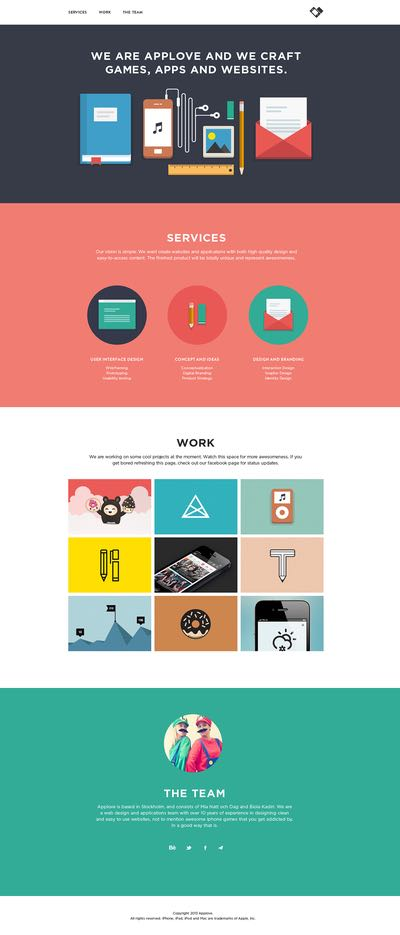 SERVICES WORK THE TEAM
WE ARE APPLOVE AND WE CRAFT
GAMES, APPS AND WEBSITES.
SERVICES
Our vision is simple. We want create websites and applications with both high quality design and
easy-to-access content. The finished product will be totally unique and represent awesomeness.
USER INTERFACE DESIGN
Wireframing
Prototyping
Usability testing
CONCEPT AND IDEAS
Conceptualization
Digital Branding
Product Strategy
DESIGN AND BRANDING
Interaction Design
Graphic Design
Identity Design
WORK
We are working on some cool projects at the moment. Watch this space for more awesomeness. If you
get bored refreshing this page, check out our facebook page for status updates.
THE TEAM
Applove is based in Stockholm, and consists of Mia Natt och Dag and Biola Kadiri. We are
a web design and applications team with over 10 years of experience in designing clean
and easy to use websites, not to mention awesome iphone games that you get addicted by.
In a good way that is.
Bē
Copyright 2013 Applove.
All rights reserved. iPhone, iPad, iPod and Mac are trademarks of Apple, Inc.